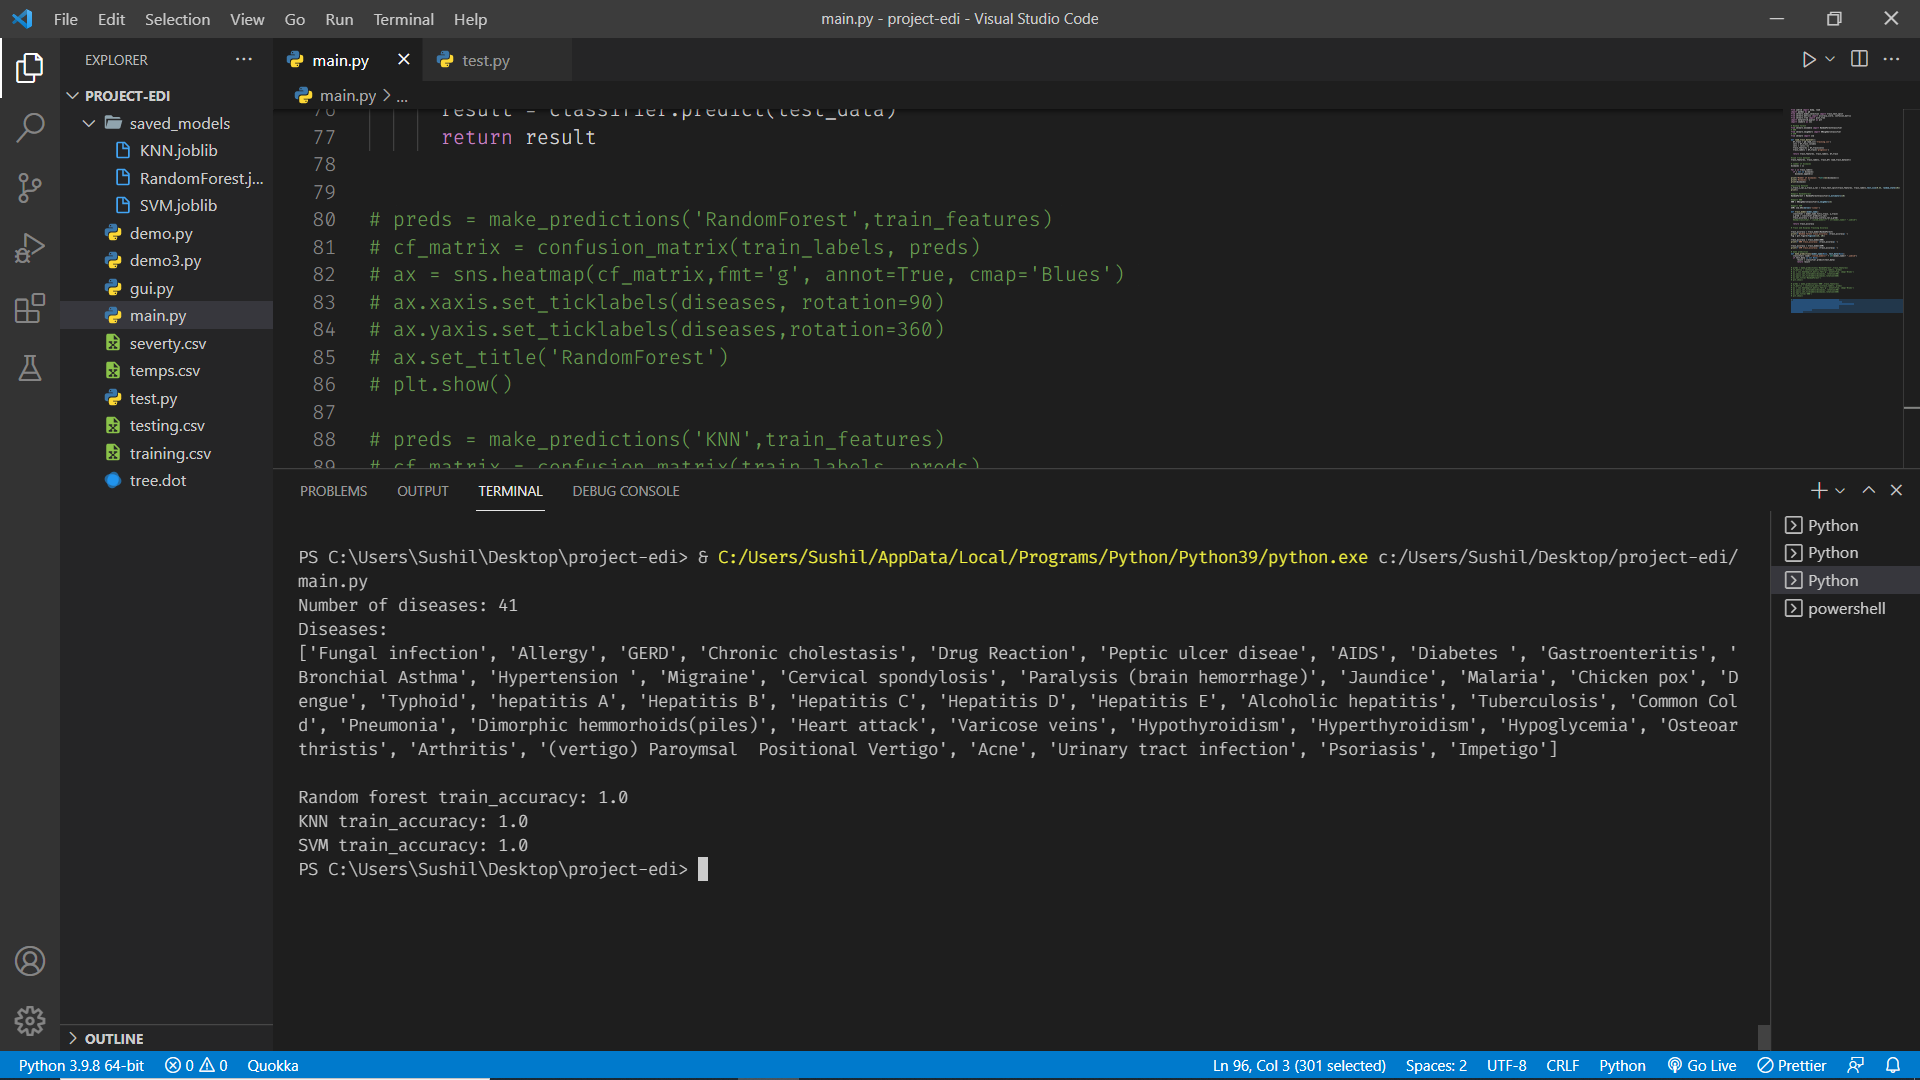 File Edit Selection View Go Run Terminal Help
main.py - project-edi - Visual Studio Code
EXPLORER
PROJECT-EDI
saved_models
KNN.joblib
RandomForest.j...
SVM.joblib
demo.py
demo3.py
gui.py
main.py
severty.csv
temps.csv
test.py
testing.csv
training.csv
tree.dot
OUTLINE
main.py
test.py
main.py > ...
76 result = classifier.predict(test_data)
77 return result
78
79
80 # preds = make_predictions('RandomForest',train_features)
81 # cf_matrix = confusion_matrix(train_labels, preds)
82 # ax = sns.heatmap(cf_matrix,fmt='g', annot=True, cmap='Blues')
83 # ax.xaxis.set_ticklabels(diseases, rotation=90)
84 # ax.yaxis.set_ticklabels(diseases,rotation=360)
85 # ax.set_title('RandomForest')
86 # plt.show()
87
88 # preds = make_predictions('KNN',train_features)
89 # cf_matrix = confusion_matrix(train_labels, preds)
PROBLEMS OUTPUT TERMINAL DEBUG CONSOLE
PS C:\Users\Sushil\Desktop\project-edi> & C:/Users/Sushil/AppData/Local/Programs/Python/Python39/python.exe c:/Users/Sushil/Desktop/project-edi/
main.py
Number of diseases: 41
Diseases:
['Fungal infection', 'Allergy', 'GERD', 'Chronic cholestasis', 'Drug Reaction', 'Peptic ulcer diseae', 'AIDS', 'Diabetes ', 'Gastroenteritis', '
Bronchial Asthma', 'Hypertension ', 'Migraine', 'Cervical spondylosis', 'Paralysis (brain hemorrhage)', 'Jaundice', 'Malaria', 'Chicken pox', 'D
engue', 'Typhoid', 'hepatitis A', 'Hepatitis B', 'Hepatitis C', 'Hepatitis D', 'Hepatitis E', 'Alcoholic hepatitis', 'Tuberculosis', 'Common Col
d', 'Pneumonia', 'Dimorphic hemmorhoids(piles)', 'Heart attack', 'Varicose veins', 'Hypothyroidism', 'Hyperthyroidism', 'Hypoglycemia', 'Osteoar
thristis', 'Arthritis', '(vertigo) Paroymsal  Positional Vertigo', 'Acne', 'Urinary tract infection', 'Psoriasis', 'Impetigo']
Random forest train_accuracy: 1.0
KNN train_accuracy: 1.0
SVM train_accuracy: 1.0
PS C:\Users\Sushil\Desktop\project-edi>
Python
Python
Python
powershell
Python 3.9.8 64-bit 0 0 Quokka
Ln 96, Col 3 (301 selected) Spaces: 2 UTF-8 CRLF Python Go Live Prettier